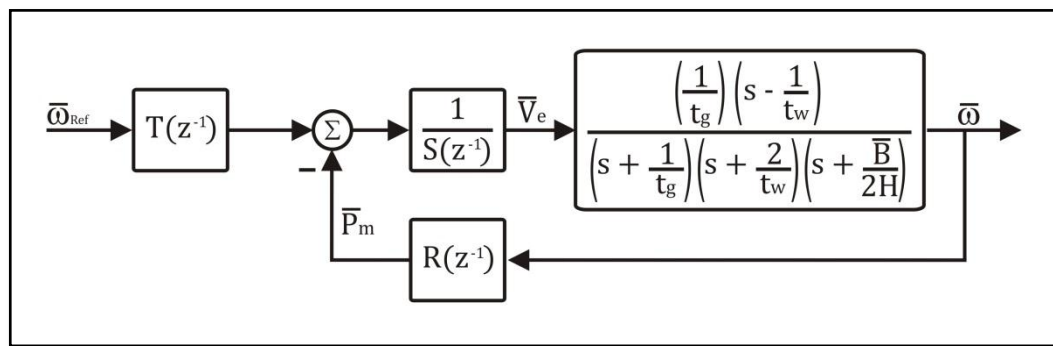 ω̅Ref
T(z⁻¹)
Σ
−
1
S(z⁻¹)
V̅e
(1/tg)(s - 1/tw)
(s + 1/tg)(s + 2/tw)(s + B̅/2H)
ω̅
P̅m
R(z⁻¹)